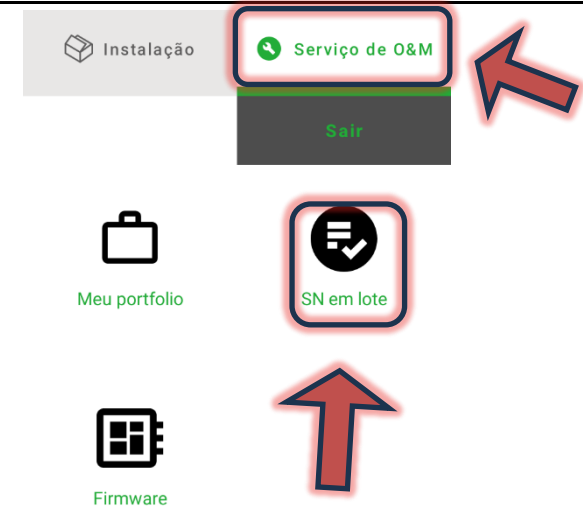 Instalação
Serviço de O&M
Sair
Meu portfolio
SN em lote
Firmware